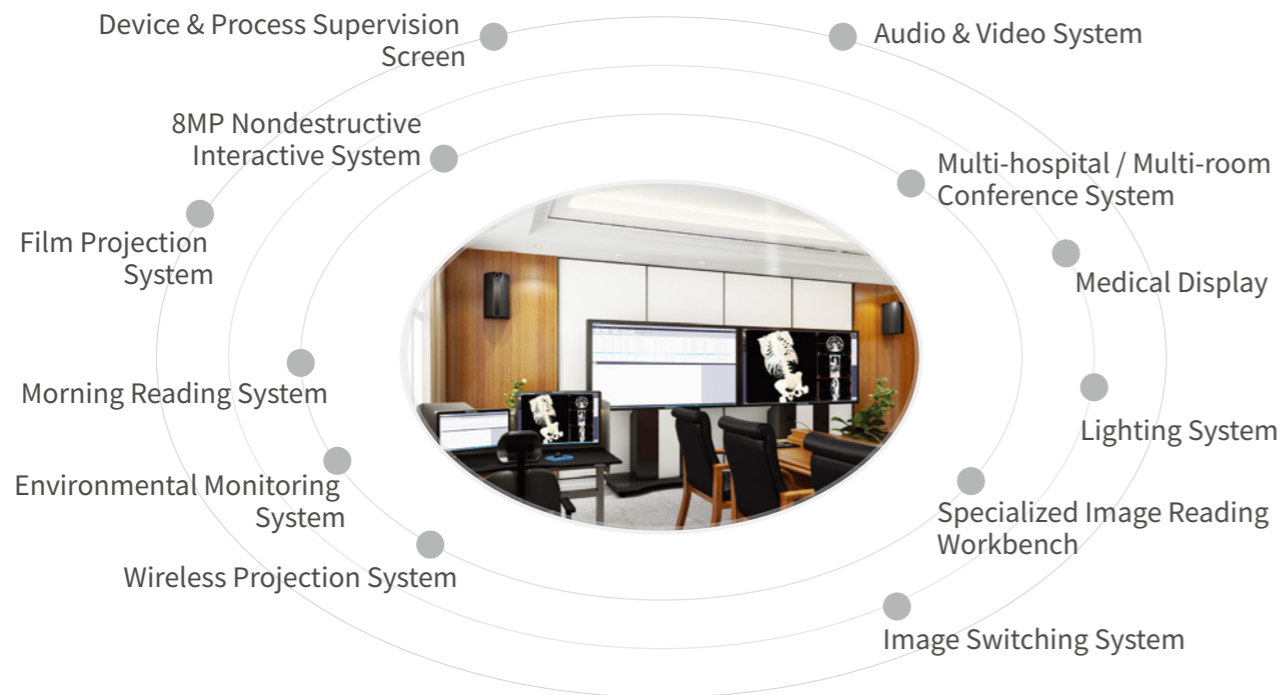 Device & Process Supervision
Screen
Audio & Video System
8MP Nondestructive
Interactive System
Multi-hospital / Multi-room
Conference System
Film Projection
System
Medical Display
Morning Reading System
Lighting System
Environmental Monitoring
System
Specialized Image Reading
Workbench
Wireless Projection System
Image Switching System